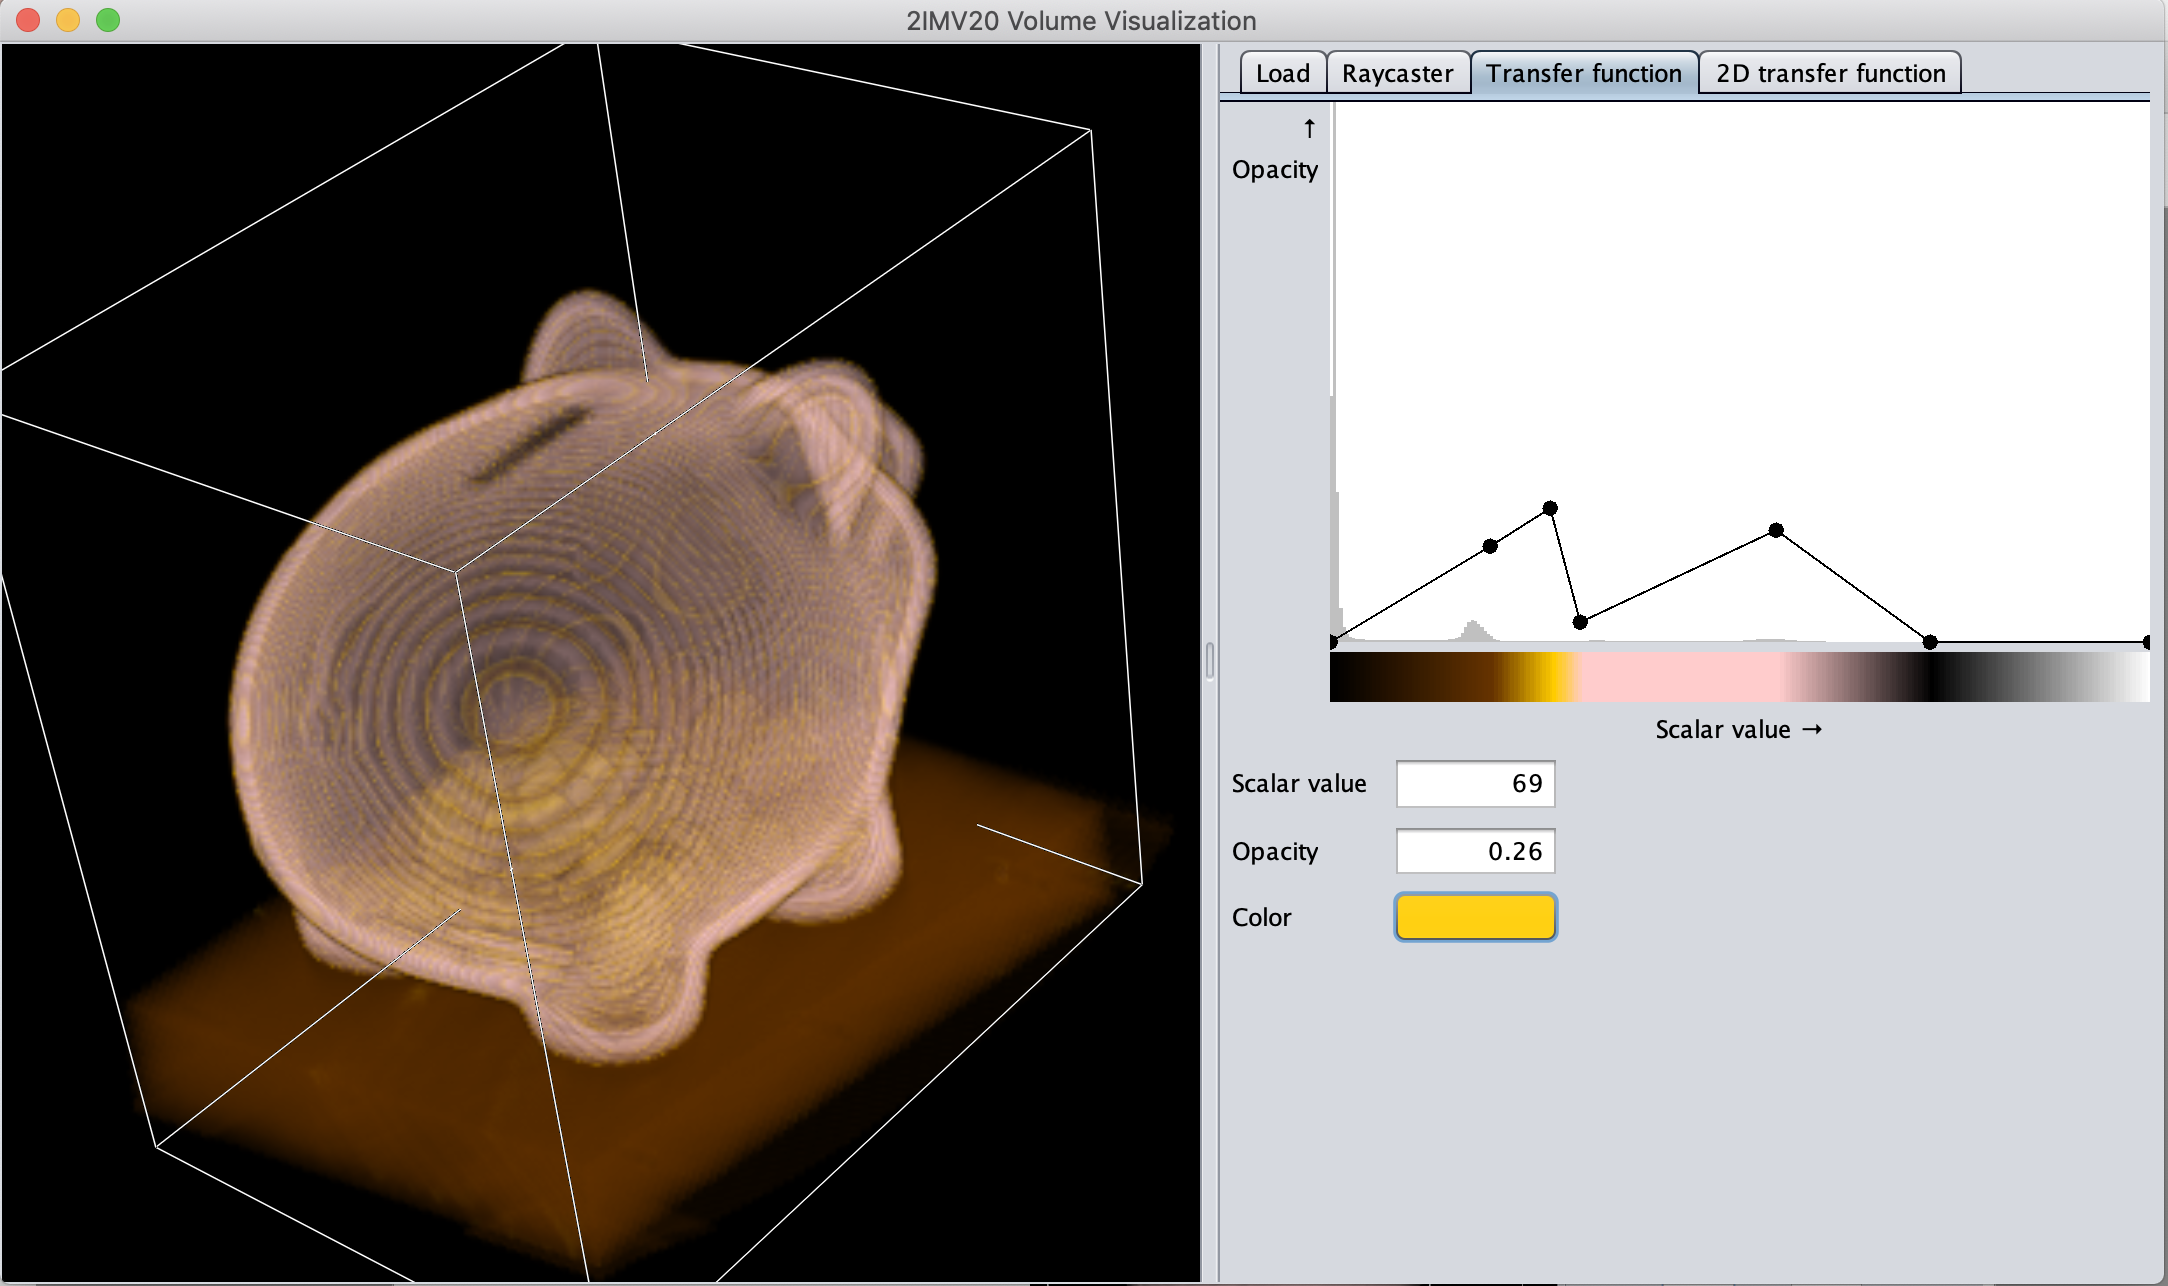 2IMV20 Volume Visualization
Load Raycaster Transfer function 2D transfer function
↑
Opacity
Scalar value →
Scalar value 69
Opacity 0.26
Color